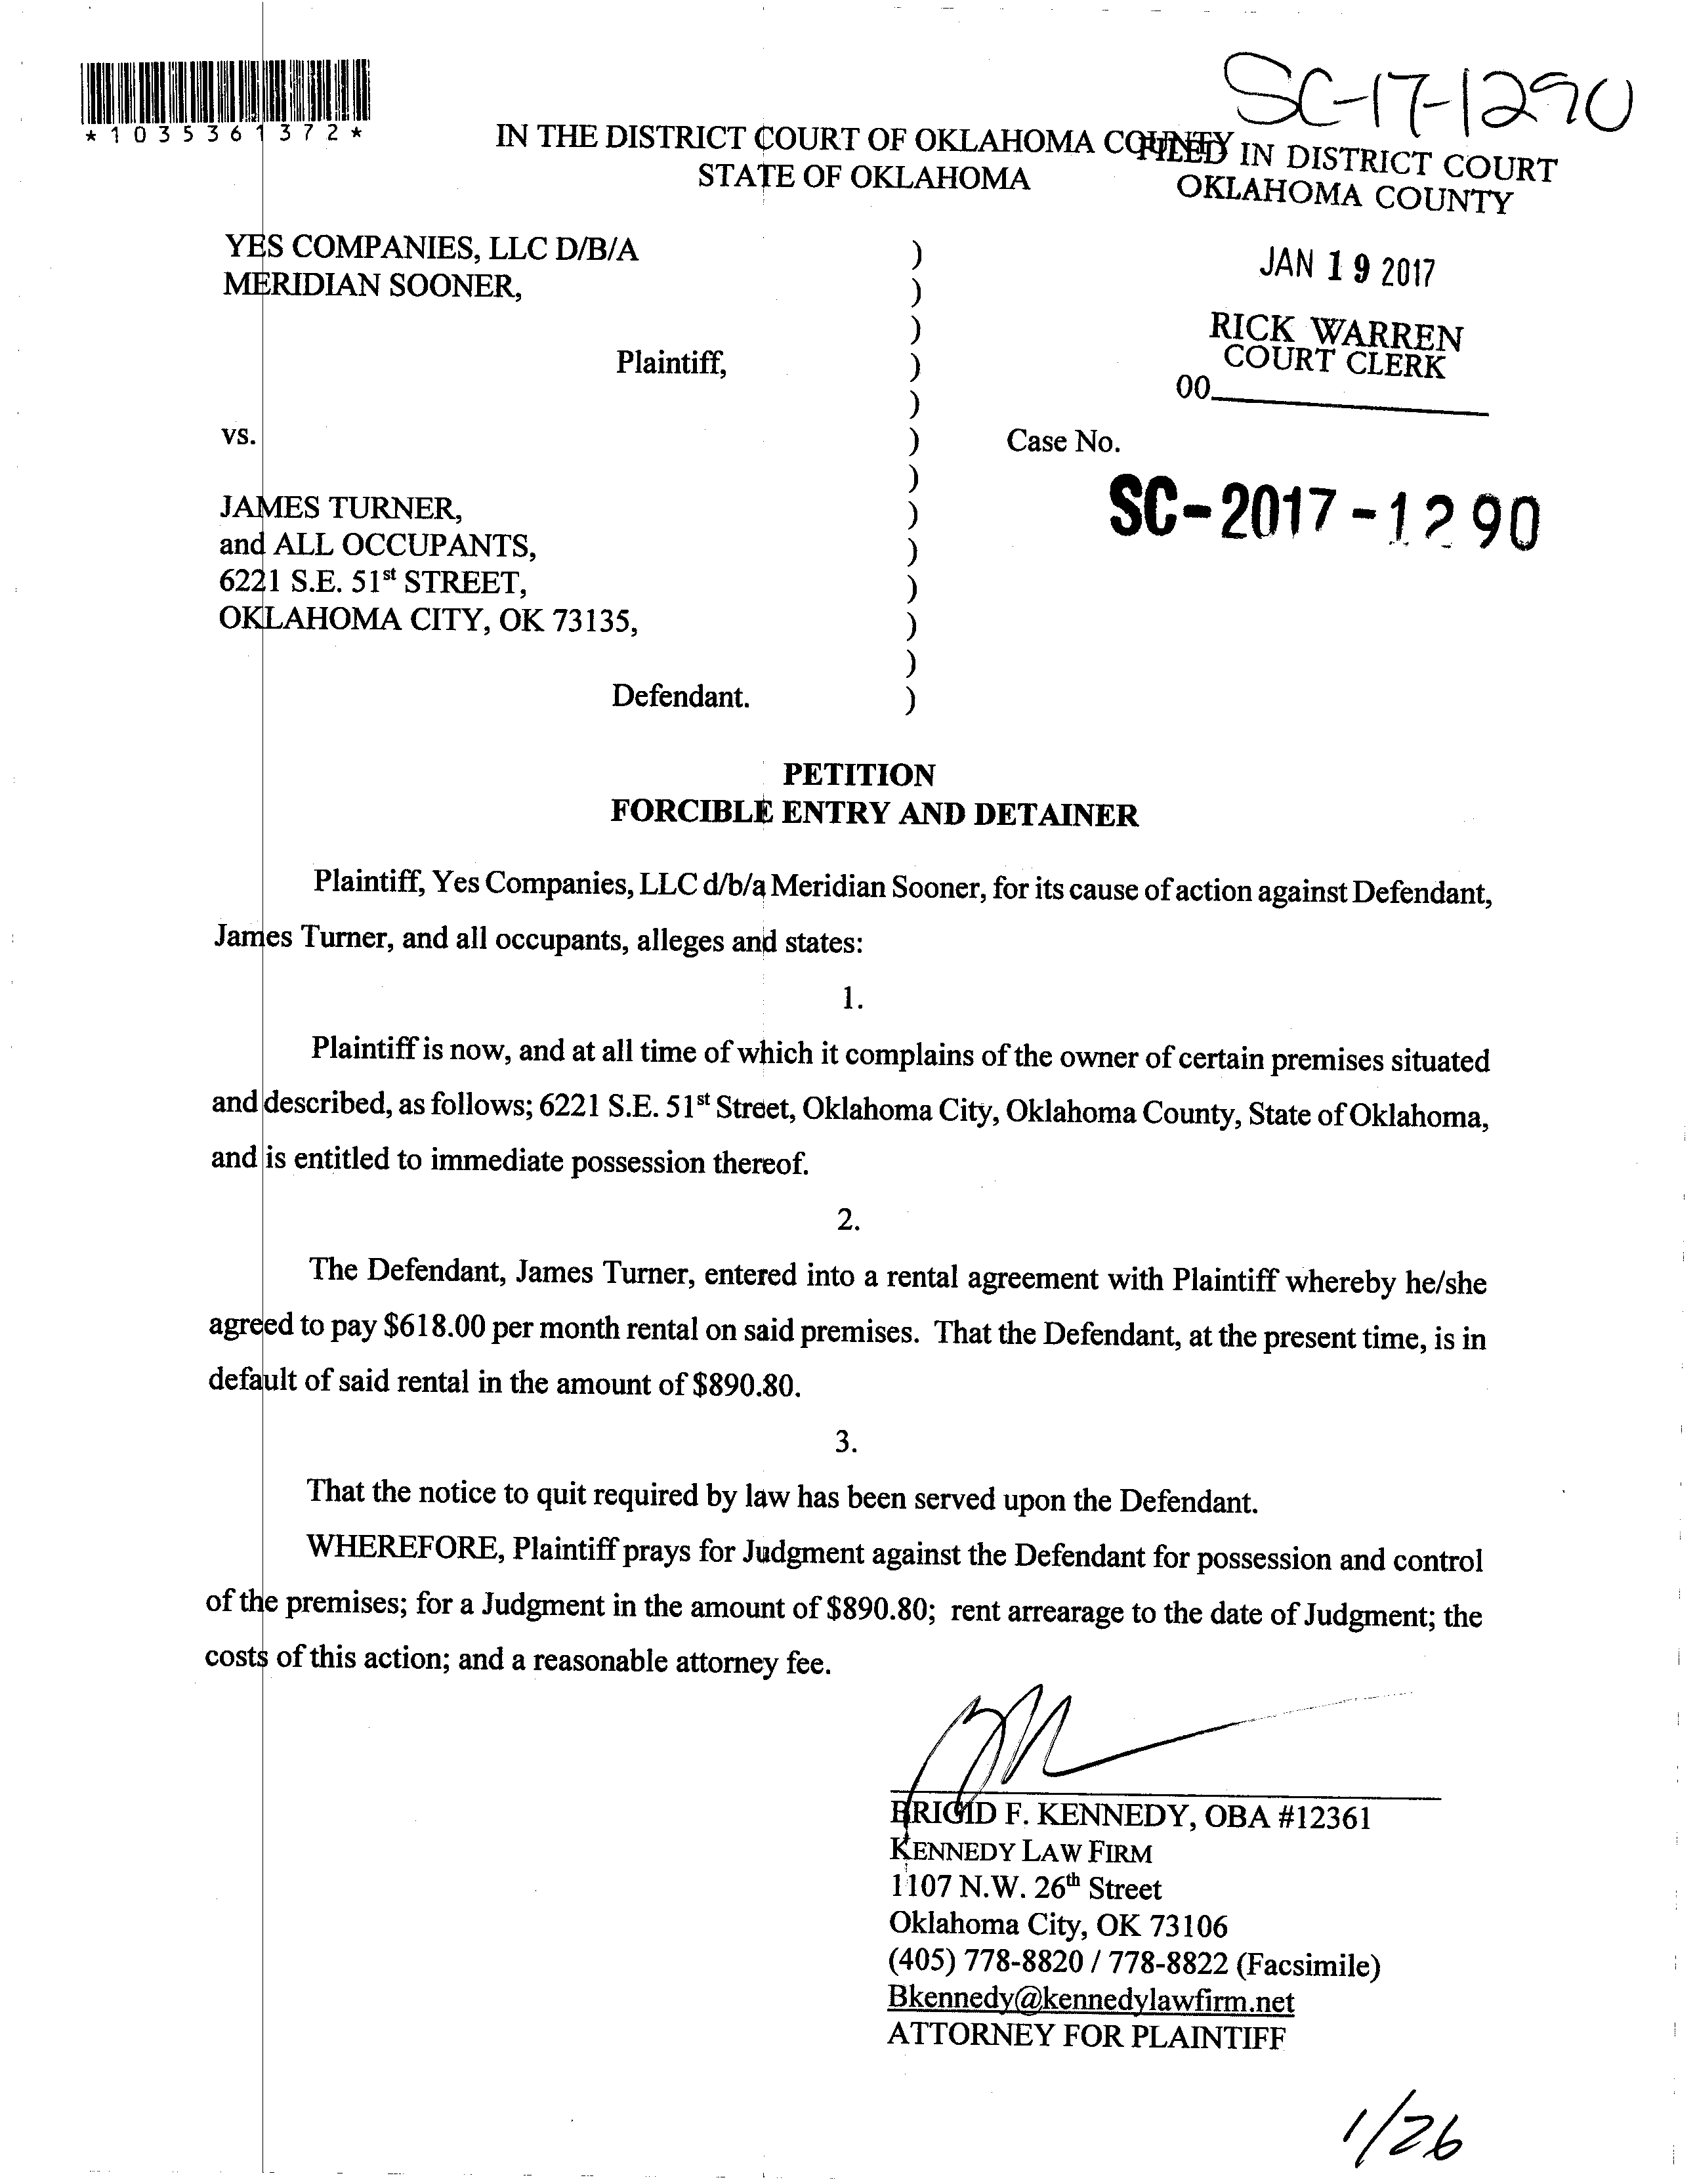 SC-17-1290
*1035361372*
IN THE DISTRICT COURT OF OKLAHOMA COUNTY
STATE OF OKLAHOMA
FILED IN DISTRICT COURT
OKLAHOMA COUNTY
JAN 19 2017
RICK WARREN
COURT CLERK
00
YES COMPANIES, LLC D/B/A )
MERIDIAN SOONER, )
)
Plaintiff, )
)
vs. ) Case No.
)
SC-2017-1290
JAMES TURNER, )
and ALL OCCUPANTS, )
6221 S.E. 51st STREET, )
OKLAHOMA CITY, OK 73135, )
)
Defendant. )
PETITION
FORCIBLE ENTRY AND DETAINER
Plaintiff, Yes Companies, LLC d/b/a Meridian Sooner, for its cause of action against Defendant,
James Turner, and all occupants, alleges and states:
1.
Plaintiff is now, and at all time of which it complains of the owner of certain premises situated
and described, as follows; 6221 S.E. 51st Street, Oklahoma City, Oklahoma County, State of Oklahoma,
and is entitled to immediate possession thereof.
2.
The Defendant, James Turner, entered into a rental agreement with Plaintiff whereby he/she
agreed to pay $618.00 per month rental on said premises. That the Defendant, at the present time, is in
default of said rental in the amount of $890.80.
3.
That the notice to quit required by law has been served upon the Defendant.
WHEREFORE, Plaintiff prays for Judgment against the Defendant for possession and control
of the premises; for a Judgment in the amount of $890.80; rent arrearage to the date of Judgment; the
costs of this action; and a reasonable attorney fee.
BRIGID F. KENNEDY, OBA #12361
KENNEDY LAW FIRM
1107 N.W. 26th Street
Oklahoma City, OK 73106
(405) 778-8820 / 778-8822 (Facsimile)
Bkennedy@kennedylawfirm.net
ATTORNEY FOR PLAINTIFF
1/26